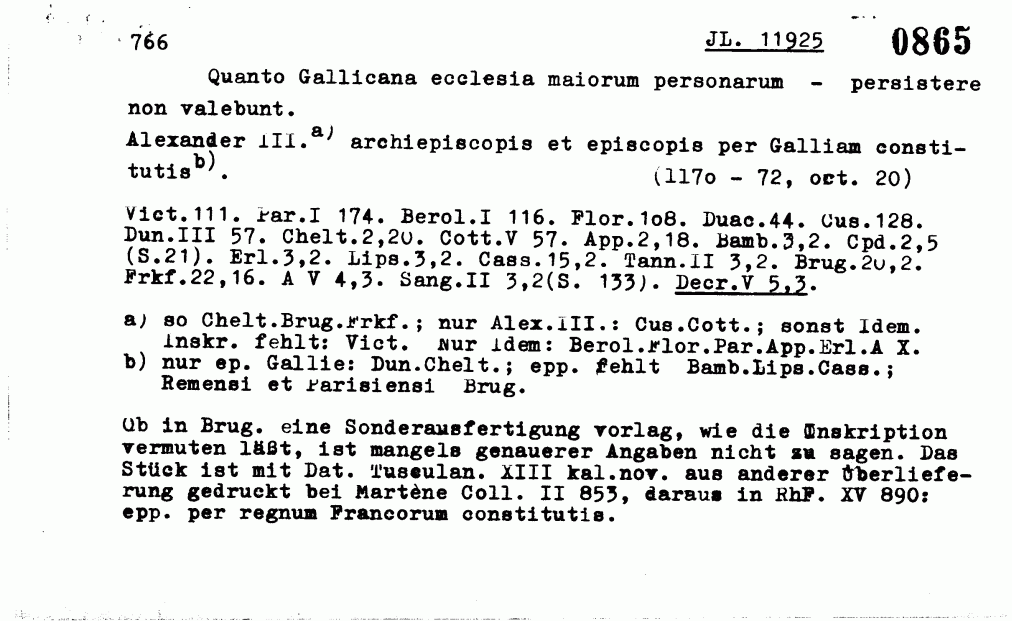 766 JL. 11925 0865
Quanto Gallicana ecclesia maiorum personarum - persistere
non valebunt.
Alexander III.a) archiepiscopis et episcopis per Galliam consti-
tutisb). (117o - 72, oct. 20)
Vict.111. Par.I 174. Berol.I 116. Flor.1o8. Duac.44. Cus.128.
Dun.III 57. Chelt.2,20. Cott.V 57. App.2,18. Bamb.3,2. Cpd.2,5
(S.21). Erl.3,2. Lips.3,2. Cass.15,2. Tann.II 3,2. Brug.20,2.
Frkf.22,16. A V 4,3. Sang.II 3,2(S. 133). Decr.V 5,3.
a) so Chelt.Brug.Frkf.; nur Alex.III.: Cus.Cott.; sonst Idem.
Inskr. fehlt: Vict. Nur Idem: Berol.Flor.Par.App.Erl.A X.
b) nur ep. Gallie: Dun.Chelt.; epp. fehlt Bamb.Lips.Cass.;
Remensi et Parisiensi Brug.
Ob in Brug. eine Sonderausfertigung vorlag, wie die Inskription
vermuten läßt, ist mangels genauerer Angaben nicht zu sagen. Das
Stück ist mit Dat. Tusculan. XIII kal.nov. aus anderer Überliefe-
rung gedruckt bei Martène Coll. II 853, daraus in RhF. XV 890:
epp. per regnum Francorum constitutis.